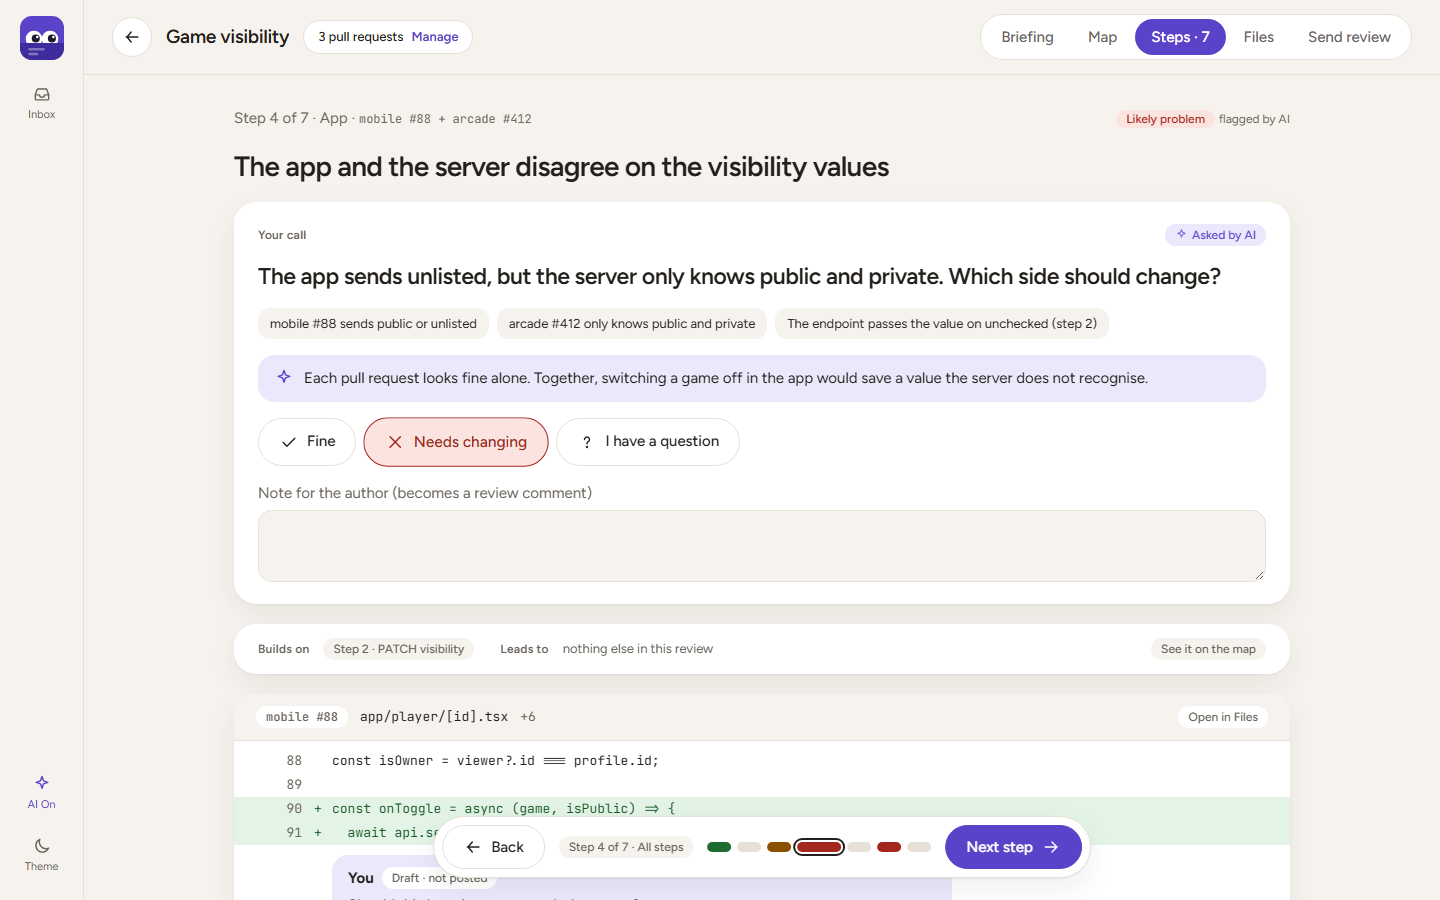 Game visibility
3 pull requests Manage
Briefing Map Steps · 7 Files Send review
Inbox
Step 4 of 7 · App · mobile #88 + arcade #412
Likely problem flagged by AI
The app and the server disagree on the visibility values
Your call
Asked by AI
The app sends unlisted, but the server only knows public and private. Which side should change?
mobile #88 sends public or unlisted
arcade #412 only knows public and private
The endpoint passes the value on unchecked (step 2)
Each pull request looks fine alone. Together, switching a game off in the app would save a value the server does not recognise.
Fine
Needs changing
? I have a question
Note for the author (becomes a review comment)
Builds on Step 2 · PATCH visibility Leads to nothing else in this review
See it on the map
mobile #88 app/player/[id].tsx +6
Open in Files
88 const isOwner = viewer?.id === profile.id;
89
90 + const onToggle = async (game, isPublic) => {
91 + await api.se
Back
Step 4 of 7 · All steps
Next step
You Draft · not posted
AI On
Theme